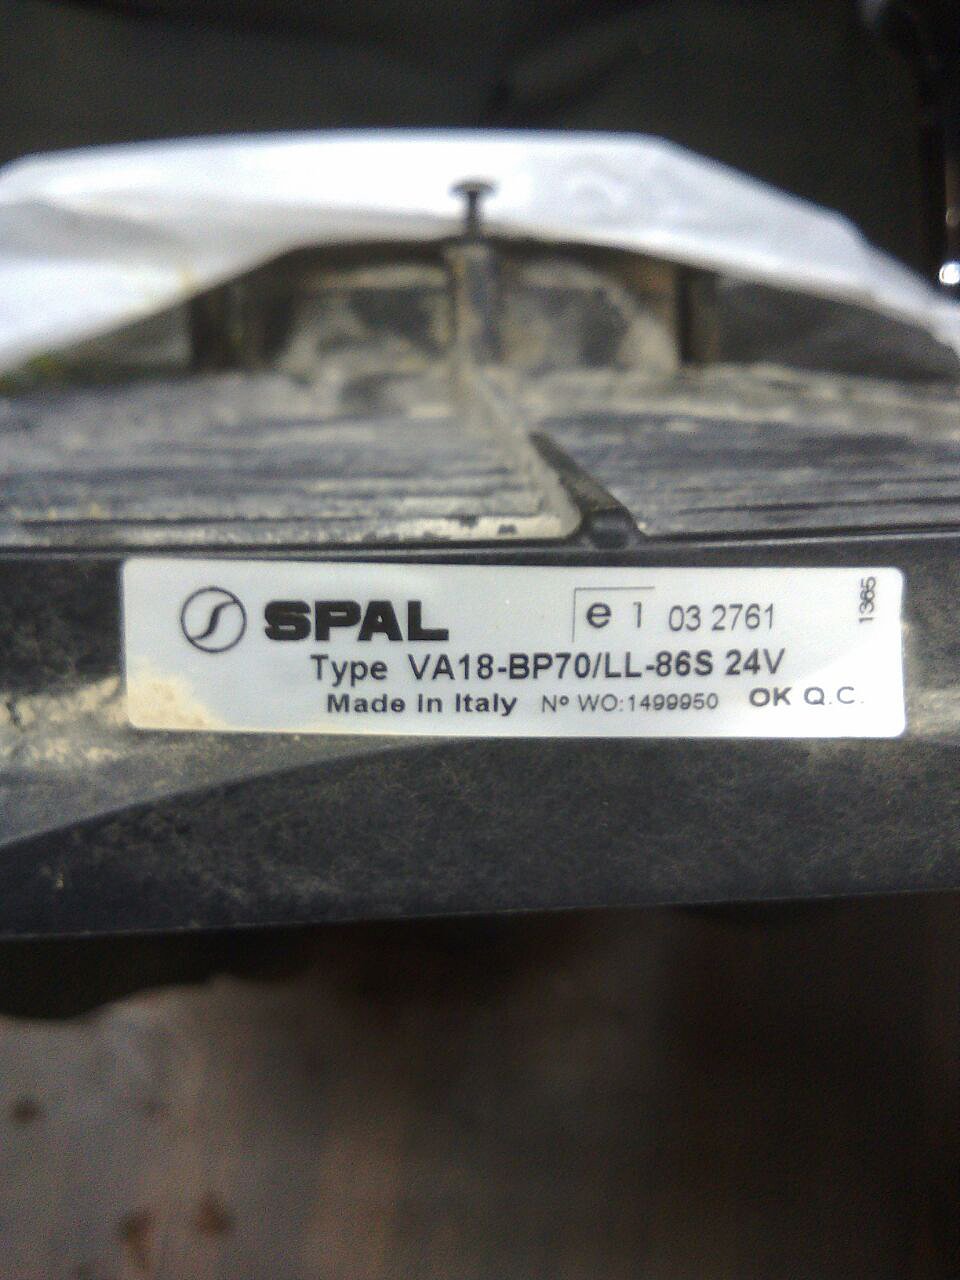 SPAL e 1 03 2761
Type VA18-BP70/LL-86S 24V
Made in Italy Nº WO:1499950 OK Q.C.
1365